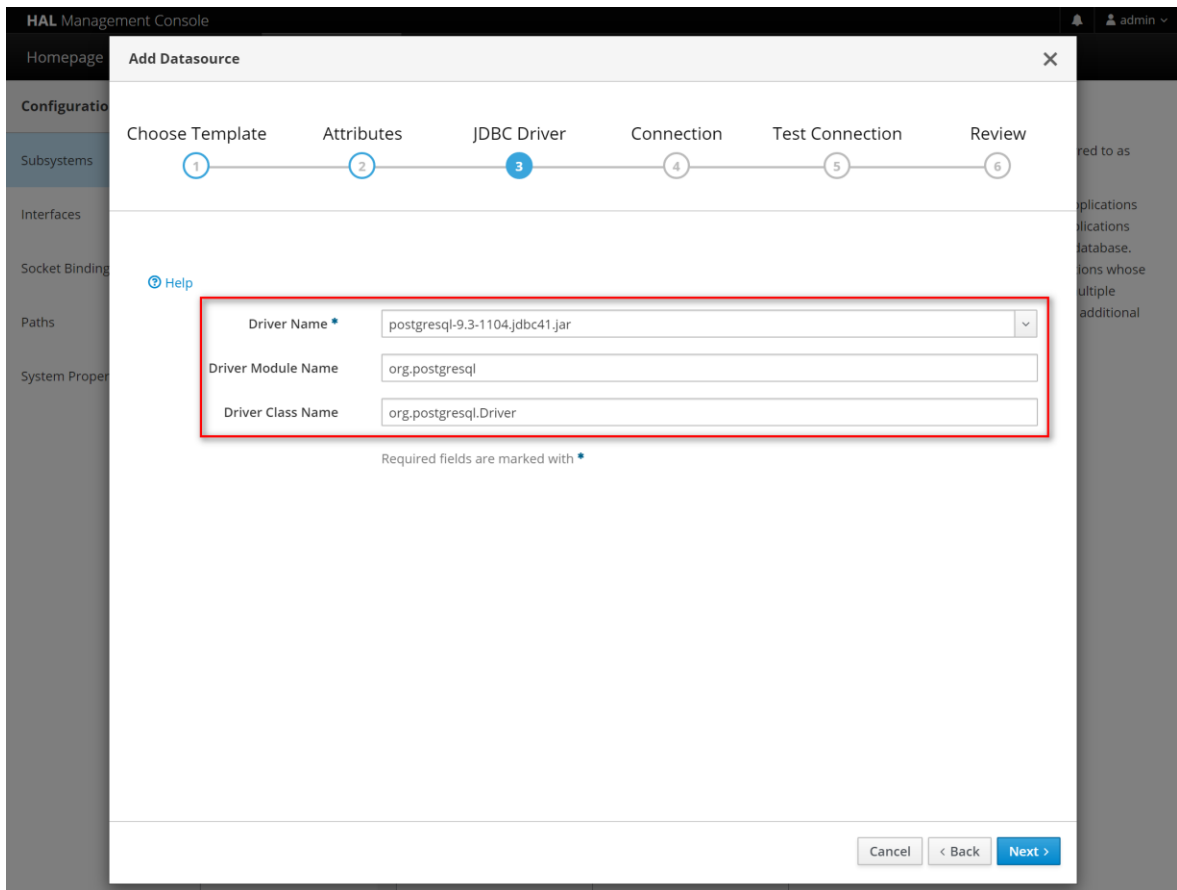 HAL Management Console
admin
Homepage
Add Datasource
Configuratio
Choose Template
Attributes
JDBC Driver
Connection
Test Connection
Review
1
2
3
4
5
6
Subsystems
red to as
Interfaces
pplications
plications
database.
Socket Binding
ions whose
ultiple
additional
Help
Paths
Driver Name *
postgresql-9.3-1104.jdbc41.jar
System Proper
Driver Module Name
org.postgresql
Driver Class Name
org.postgresql.Driver
Required fields are marked with *
Cancel
< Back
Next >